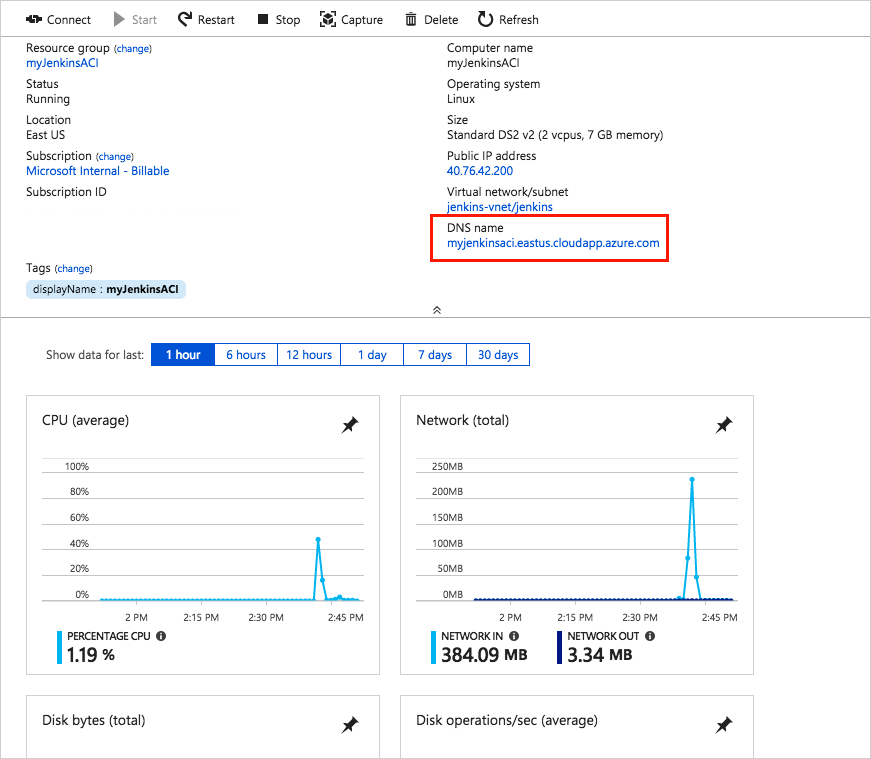 Connect Start Restart Stop Capture Delete Refresh
Resource group (change)
myJenkinsACI
Status
Running
Location
East US
Subscription (change)
Microsoft Internal - Billable
Subscription ID
Computer name
myJenkinsACI
Operating system
Linux
Size
Standard DS2 v2 (2 vcpus, 7 GB memory)
Public IP address
40.76.42.200
Virtual network/subnet
jenkins-vnet/jenkins
DNS name
myjenkinsaci.eastus.cloudapp.azure.com
Tags (change)
displayName : myJenkinsACI
Show data for last: 1 hour 6 hours 12 hours 1 day 7 days 30 days
CPU (average)
100%
80%
60%
40%
20%
0%
2 PM 2:15 PM 2:30 PM 2:45 PM
PERCENTAGE CPU
1.19 %
Network (total)
250MB
200MB
150MB
100MB
50MB
0MB
2 PM 2:15 PM 2:30 PM 2:45 PM
NETWORK IN
384.09 MB
NETWORK OUT
3.34 MB
Disk bytes (total)
Disk operations/sec (average)